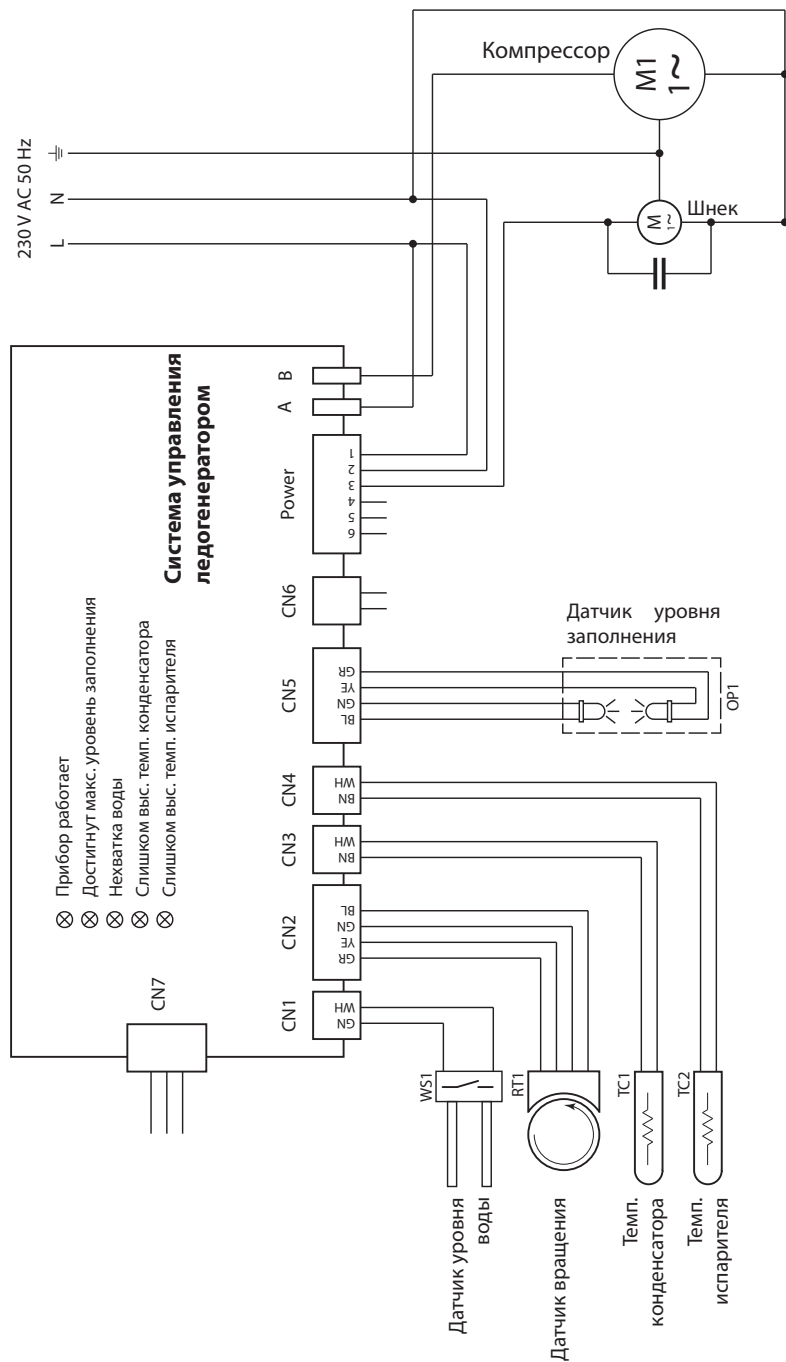 230 V AC 50 Hz
L
N
Компрессор
M1
1~
M
1~
Шнек
Система управления
ледогенератором
Прибор работает
Достигнут макс. уровень заполнения
Нехватка воды
Слишком выс. темп. конденсатора
Слишком выс. темп. испарителя
CN7
CN1
CN2
CN3
CN4
CN5
CN6
Power
A
B
GN
WH
GR
YE
GN
BL
BN
WH
BN
WH
BL
GN
YE
GR
6
5
4
3
2
1
Датчик уровня
заполнения
OP1
WS1
RT1
TC1
TC2
Датчик уровня
воды
Датчик вращения
Темп.
конденсатора
Темп.
испарителя